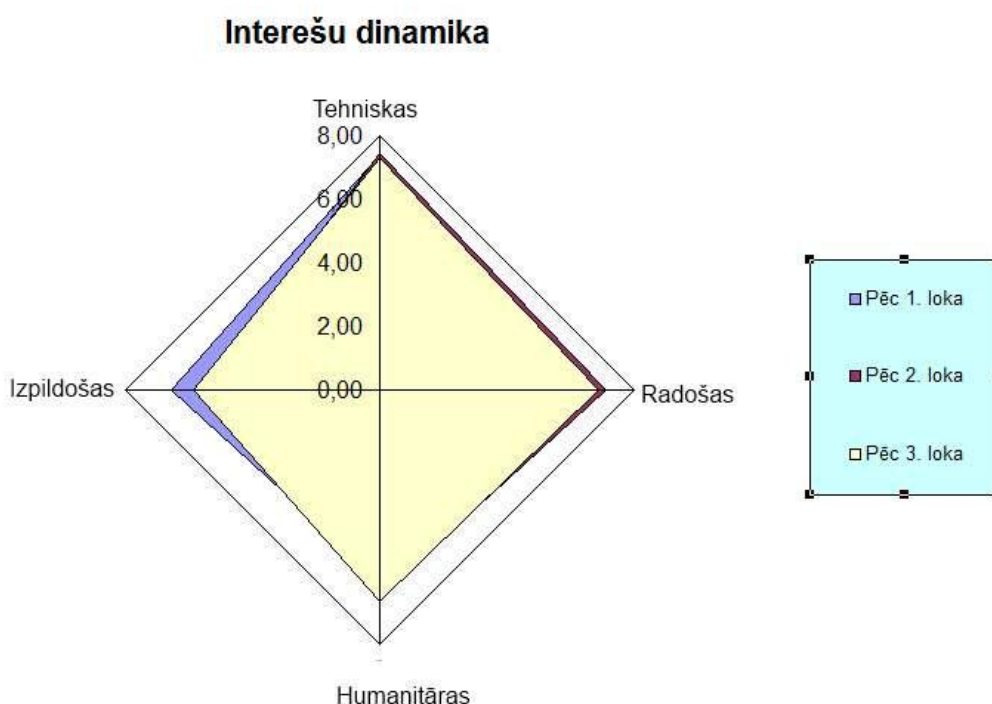 Interešu dinamika
Tehniskas
8,00
6,00
4,00
2,00
0,00
Izpildošas
Radošas
Humanitāras
Pēc 1. loka
Pēc 2. loka
Pēc 3. loka